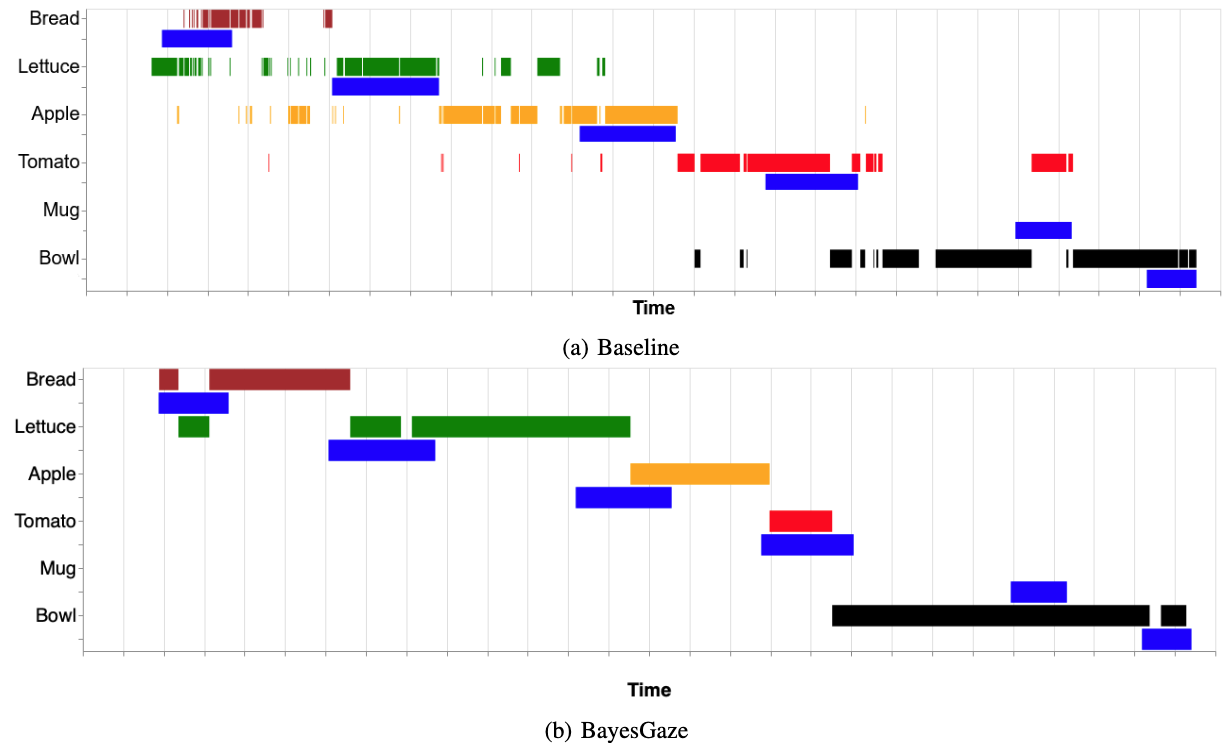 Bread
Lettuce
Apple
Tomato
Mug
Bowl
Time
(a) Baseline
Bread
Lettuce
Apple
Tomato
Mug
Bowl
Time
(b) BayesGaze